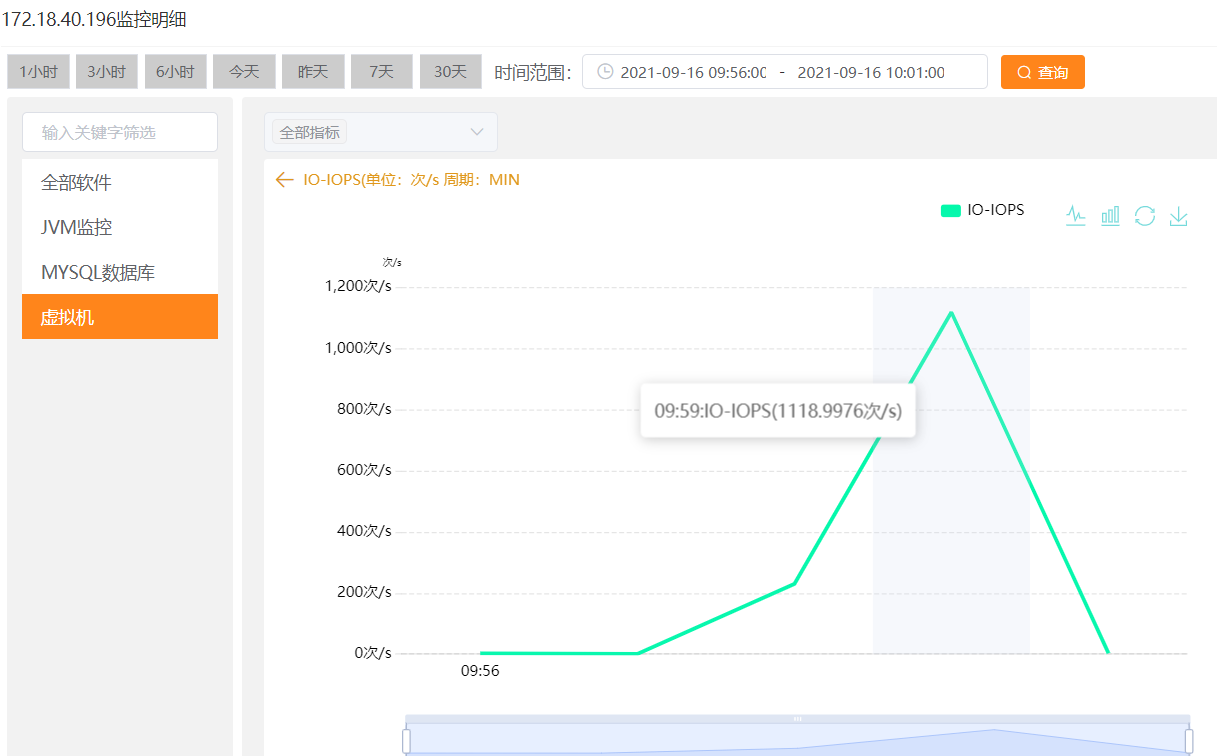 172.18.40.196监控明细
1小时 3小时 6小时 今天 昨天 7天 30天 时间范围： 2021-09-16 09:56:00 - 2021-09-16 10:01:00 查询
输入关键字筛选
全部软件
JVM监控
MYSQL数据库
虚拟机
全部指标
IO-IOPS(单位：次/s 周期：MIN
IO-IOPS
次/s
1,200次/s
1,000次/s
800次/s
600次/s
400次/s
200次/s
0次/s
09:59:IO-IOPS(1118.9976次/s)
09:56